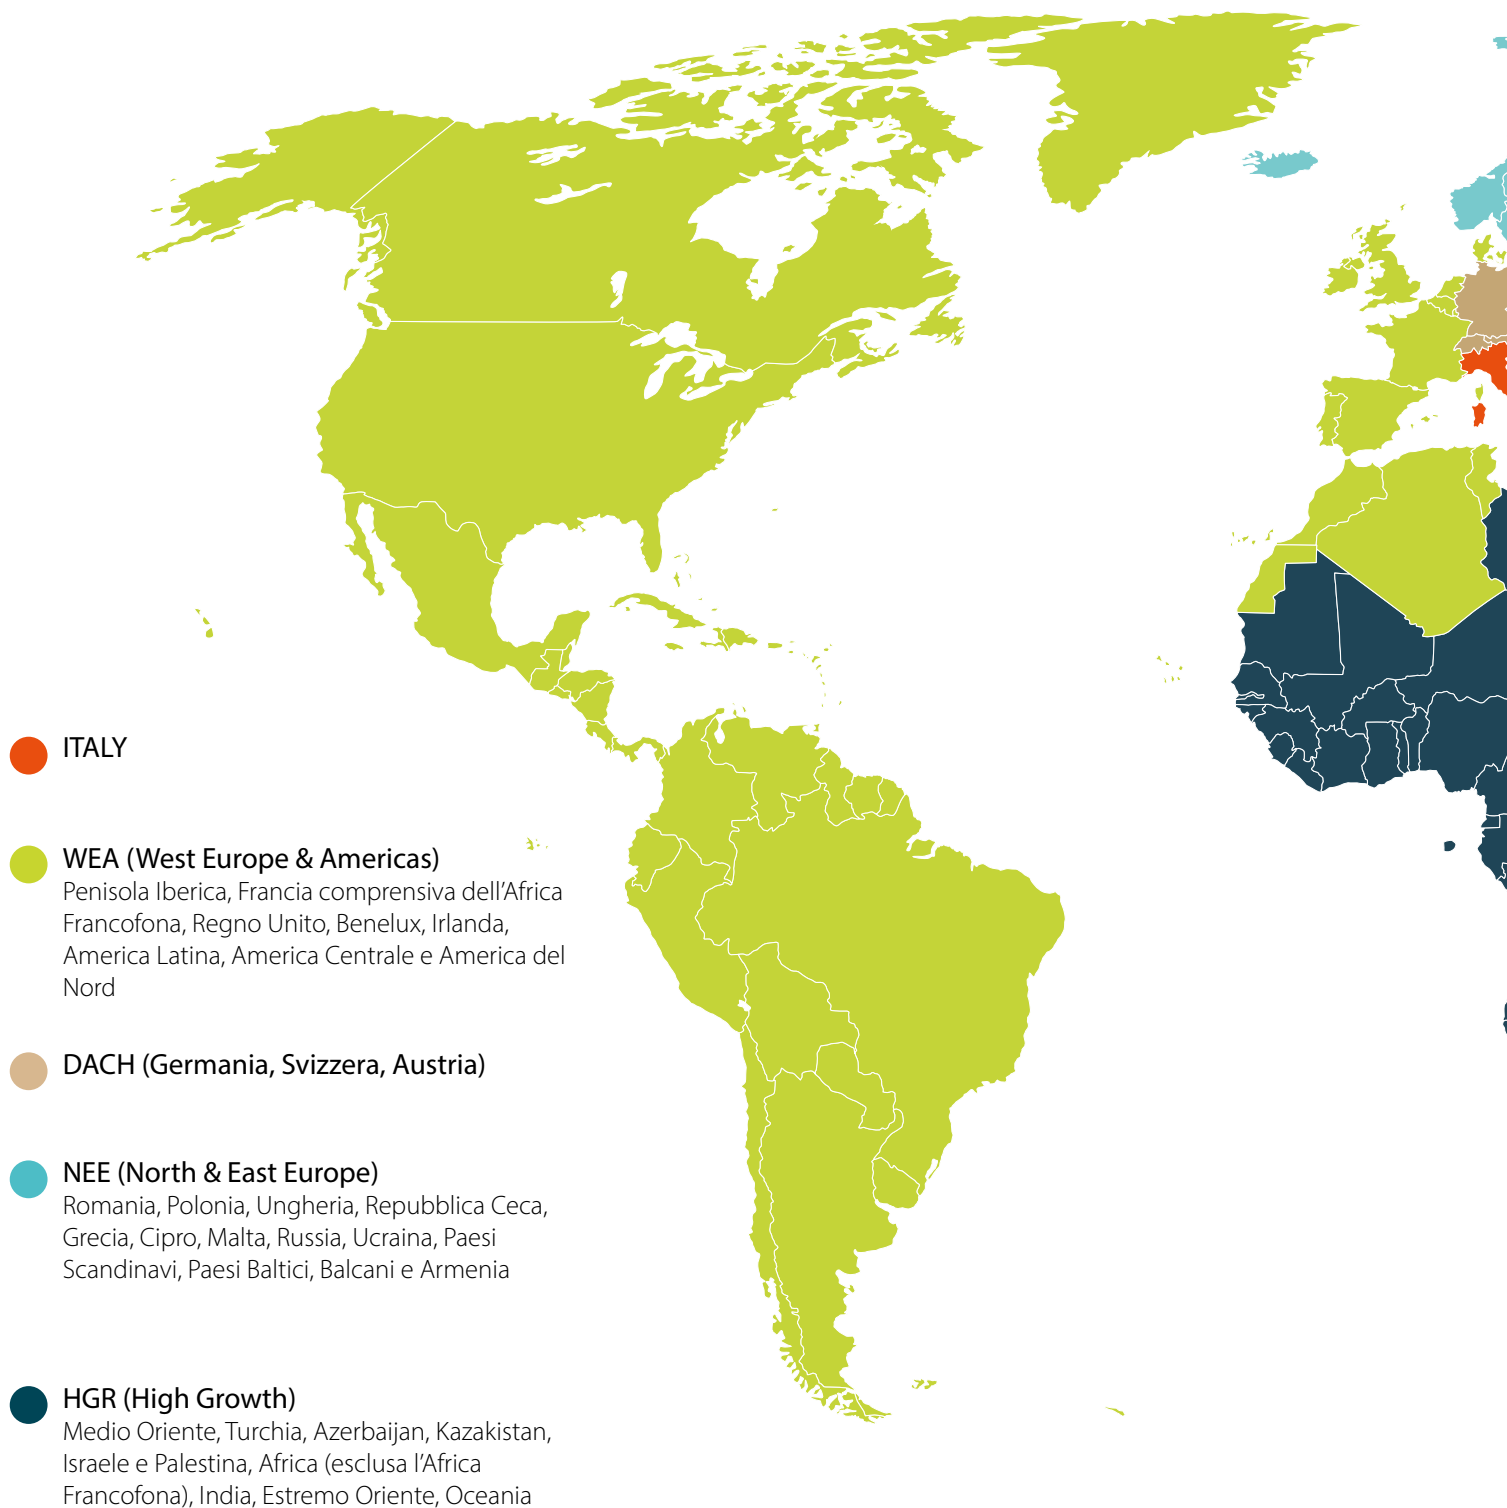 ITALY
WEA (West Europe & Americas)
Penisola Iberica, Francia comprensiva dell'Africa
Francofona, Regno Unito, Benelux, Irlanda,
America Latina, America Centrale e America del
Nord
DACH (Germania, Svizzera, Austria)
NEE (North & East Europe)
Romania, Polonia, Ungheria, Repubblica Ceca,
Grecia, Cipro, Malta, Russia, Ucraina, Paesi
Scandinavi, Paesi Baltici, Balcani e Armenia
HGR (High Growth)
Medio Oriente, Turchia, Azerbaijan, Kazakistan,
Israele e Palestina, Africa (esclusa l'Africa
Francofona), India, Estremo Oriente, Oceania